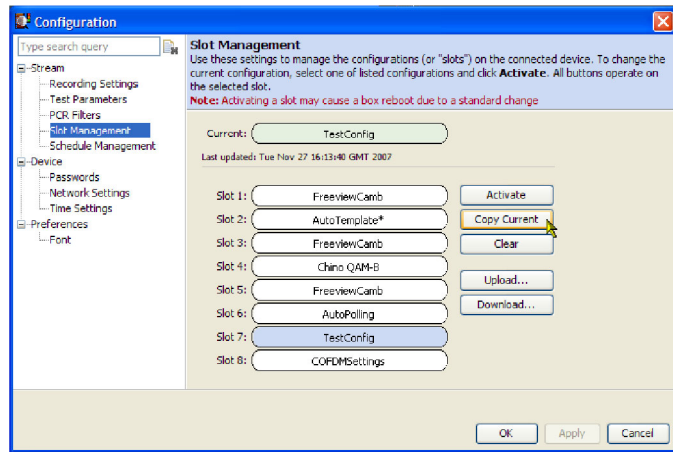 Configuration
Type search query
Stream
Recording Settings
Test Parameters
PCR Filters
Slot Management
Schedule Management
Device
Passwords
Network Settings
Time Settings
Preferences
Font
Slot Management
Use these settings to manage the configurations (or "slots") on the connected device. To change the
current configuration, select one of listed configurations and click Activate. All buttons operate on
the selected slot.
Note: Activating a slot may cause a box reboot due to a standard change
Current: TestConfig
Last updated: Tue Nov 27 16:13:40 GMT 2007
Slot 1: FreeviewCamb
Slot 2: AutoTemplate*
Slot 3: FreeviewCamb
Slot 4: Chino QAM-B
Slot 5: FreeviewCamb
Slot 6: AutoPolling
Slot 7: TestConfig
Slot 8: COFDMSettings
Activate
Copy Current
Clear
Upload...
Download...
OK Apply Cancel